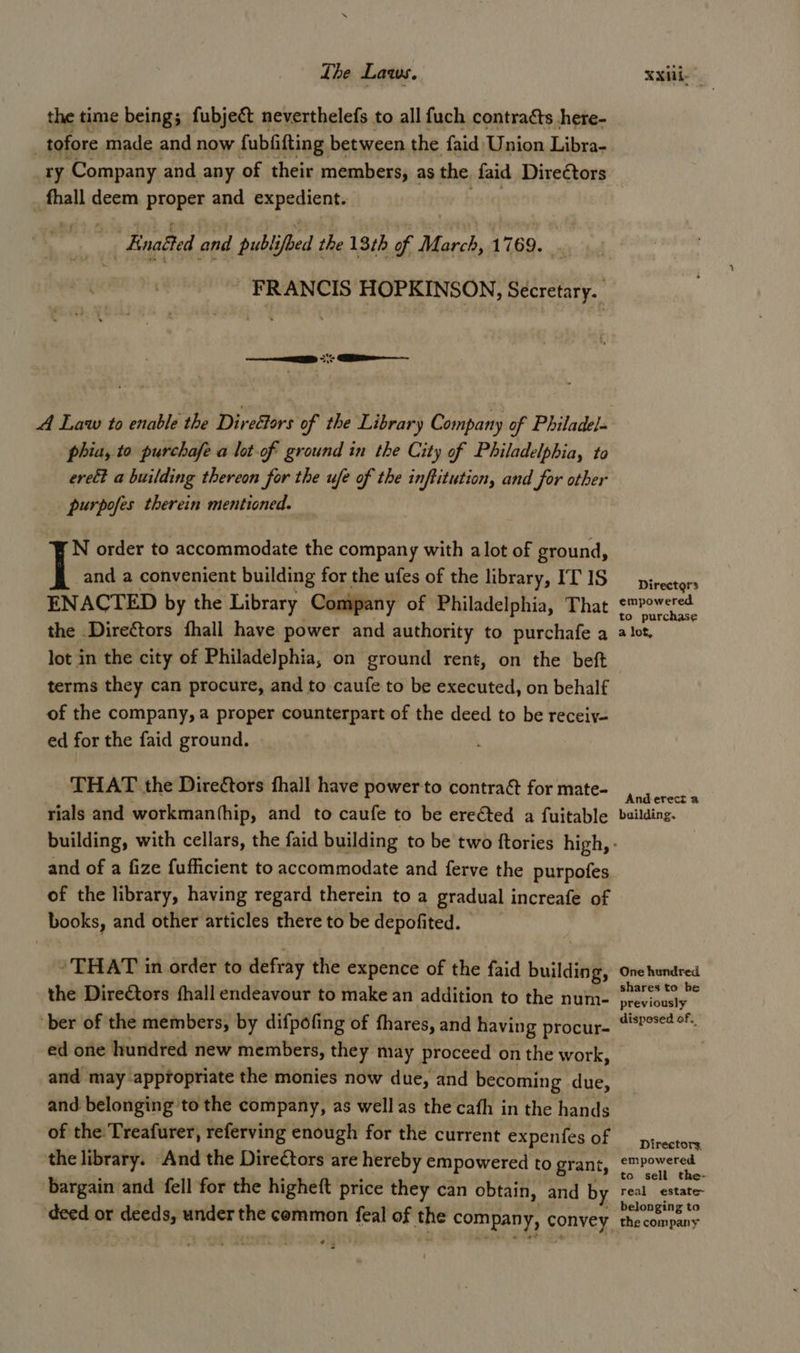 The Laws. xxiii
the time being; ſubject nevertheleſs to all ſuch contracts here-
tofore made and now ſubſiſting between the ſaid Union Libra-
ry Company and any of their members, as the ſaid Directors
ſhall deem proper and expedient.
Enacted and publiſhed the 13th of March, 1769.
FRANCIS HOPKINSON, Secretary.
A Law to enable the Directors of the Library Company of Philadel-
phia, to purchaſe a lot of ground in the City of Philadelphia, to
erect a building thereon for the uſe of the inſtitution, and for other
purpoſes therein mentioned.
IN order to accommodate the company with a lot of ground,
and a convenient building for the uſes of the library, IT IS
ENACTED by the Library Company of Philadelphia, That
the Directors ſhall have power and authority to purchaſe a
lot in the city of Philadelphia, on ground rent, on the beſt
terms they can procure, and to cauſe to be executed, on behalf
of the company, a proper counterpart of the deed to be receiv-
ed for the ſaid ground.
Directors
empowered
to purchase
a lot,
THAT the Directors ſhall have power to contract for mate-
rials and workmanſhip, and to cauſe to be erected a ſuitable
building, with cellars, the ſaid building to be two ſtories high,
and of a ſize ſufficient to accommodate and ſerve the purpoſes
of the library, having regard therein to a gradual increaſe of
books, and other articles there to be depoſited.
And erect a
building.
THAT in order to defray the expence of the ſaid building,
the Directors ſhall endeavour to make an addition to the num-
ber of the members, by diſpoſing of ſhares, and having procur-
ed one hundred new members, they may proceed on the work,
and may appropriate the monies now due, and becoming due,
and belonging to the company, as well as the caſh in the hands
of the Treaſurer, reſerving enough for the current expenſes of
the library. And the Directors are hereby empowered to grant,
bargain and ſell for the higheſt price they can obtain, and by
deed or deeds, under the common ſeal of the company, convey
One hundred
shares to be
previously
disposed of.
Directors
empowered
to sell the
real estate
belonging to
the company